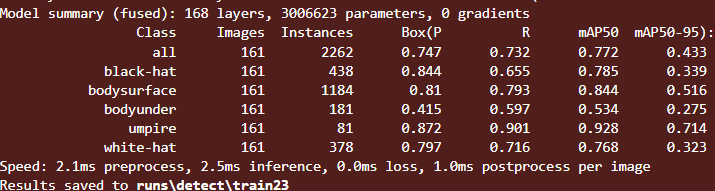 Model summary (fused): 168 layers, 3006623 parameters, 0 gradients
Class Images Instances Box(P R mAP50 mAP50-95):
all 161 2262 0.747 0.732 0.772 0.433
black-hat 161 438 0.844 0.655 0.785 0.339
bodysurface 161 1184 0.81 0.793 0.844 0.516
bodyunder 161 181 0.415 0.597 0.534 0.275
umpire 161 81 0.872 0.901 0.928 0.714
white-hat 161 378 0.797 0.716 0.768 0.323
Speed: 2.1ms preprocess, 2.5ms inference, 0.0ms loss, 1.0ms postprocess per image
Results saved to runs\detect\train23